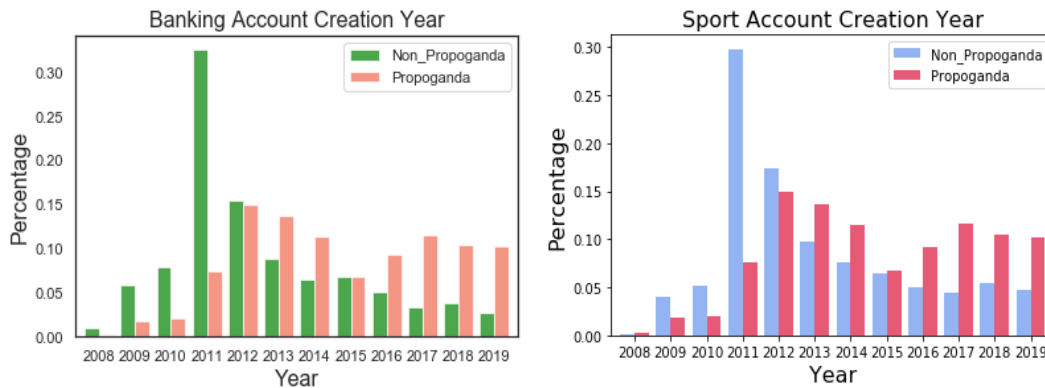 Banking Account Creation Year
Non_Propoganda
Propoganda
Percentage
0.30
0.25
0.20
0.15
0.10
0.05
0.00
2008 2009 2010 2011 2012 2013 2014 2015 2016 2017 2018 2019
Year
Sport Account Creation Year
Non_Propoganda
Propoganda
Percentage
0.30
0.25
0.20
0.15
0.10
0.05
0.00
2008 2009 2010 2011 2012 2013 2014 2015 2016 2017 2018 2019
Year